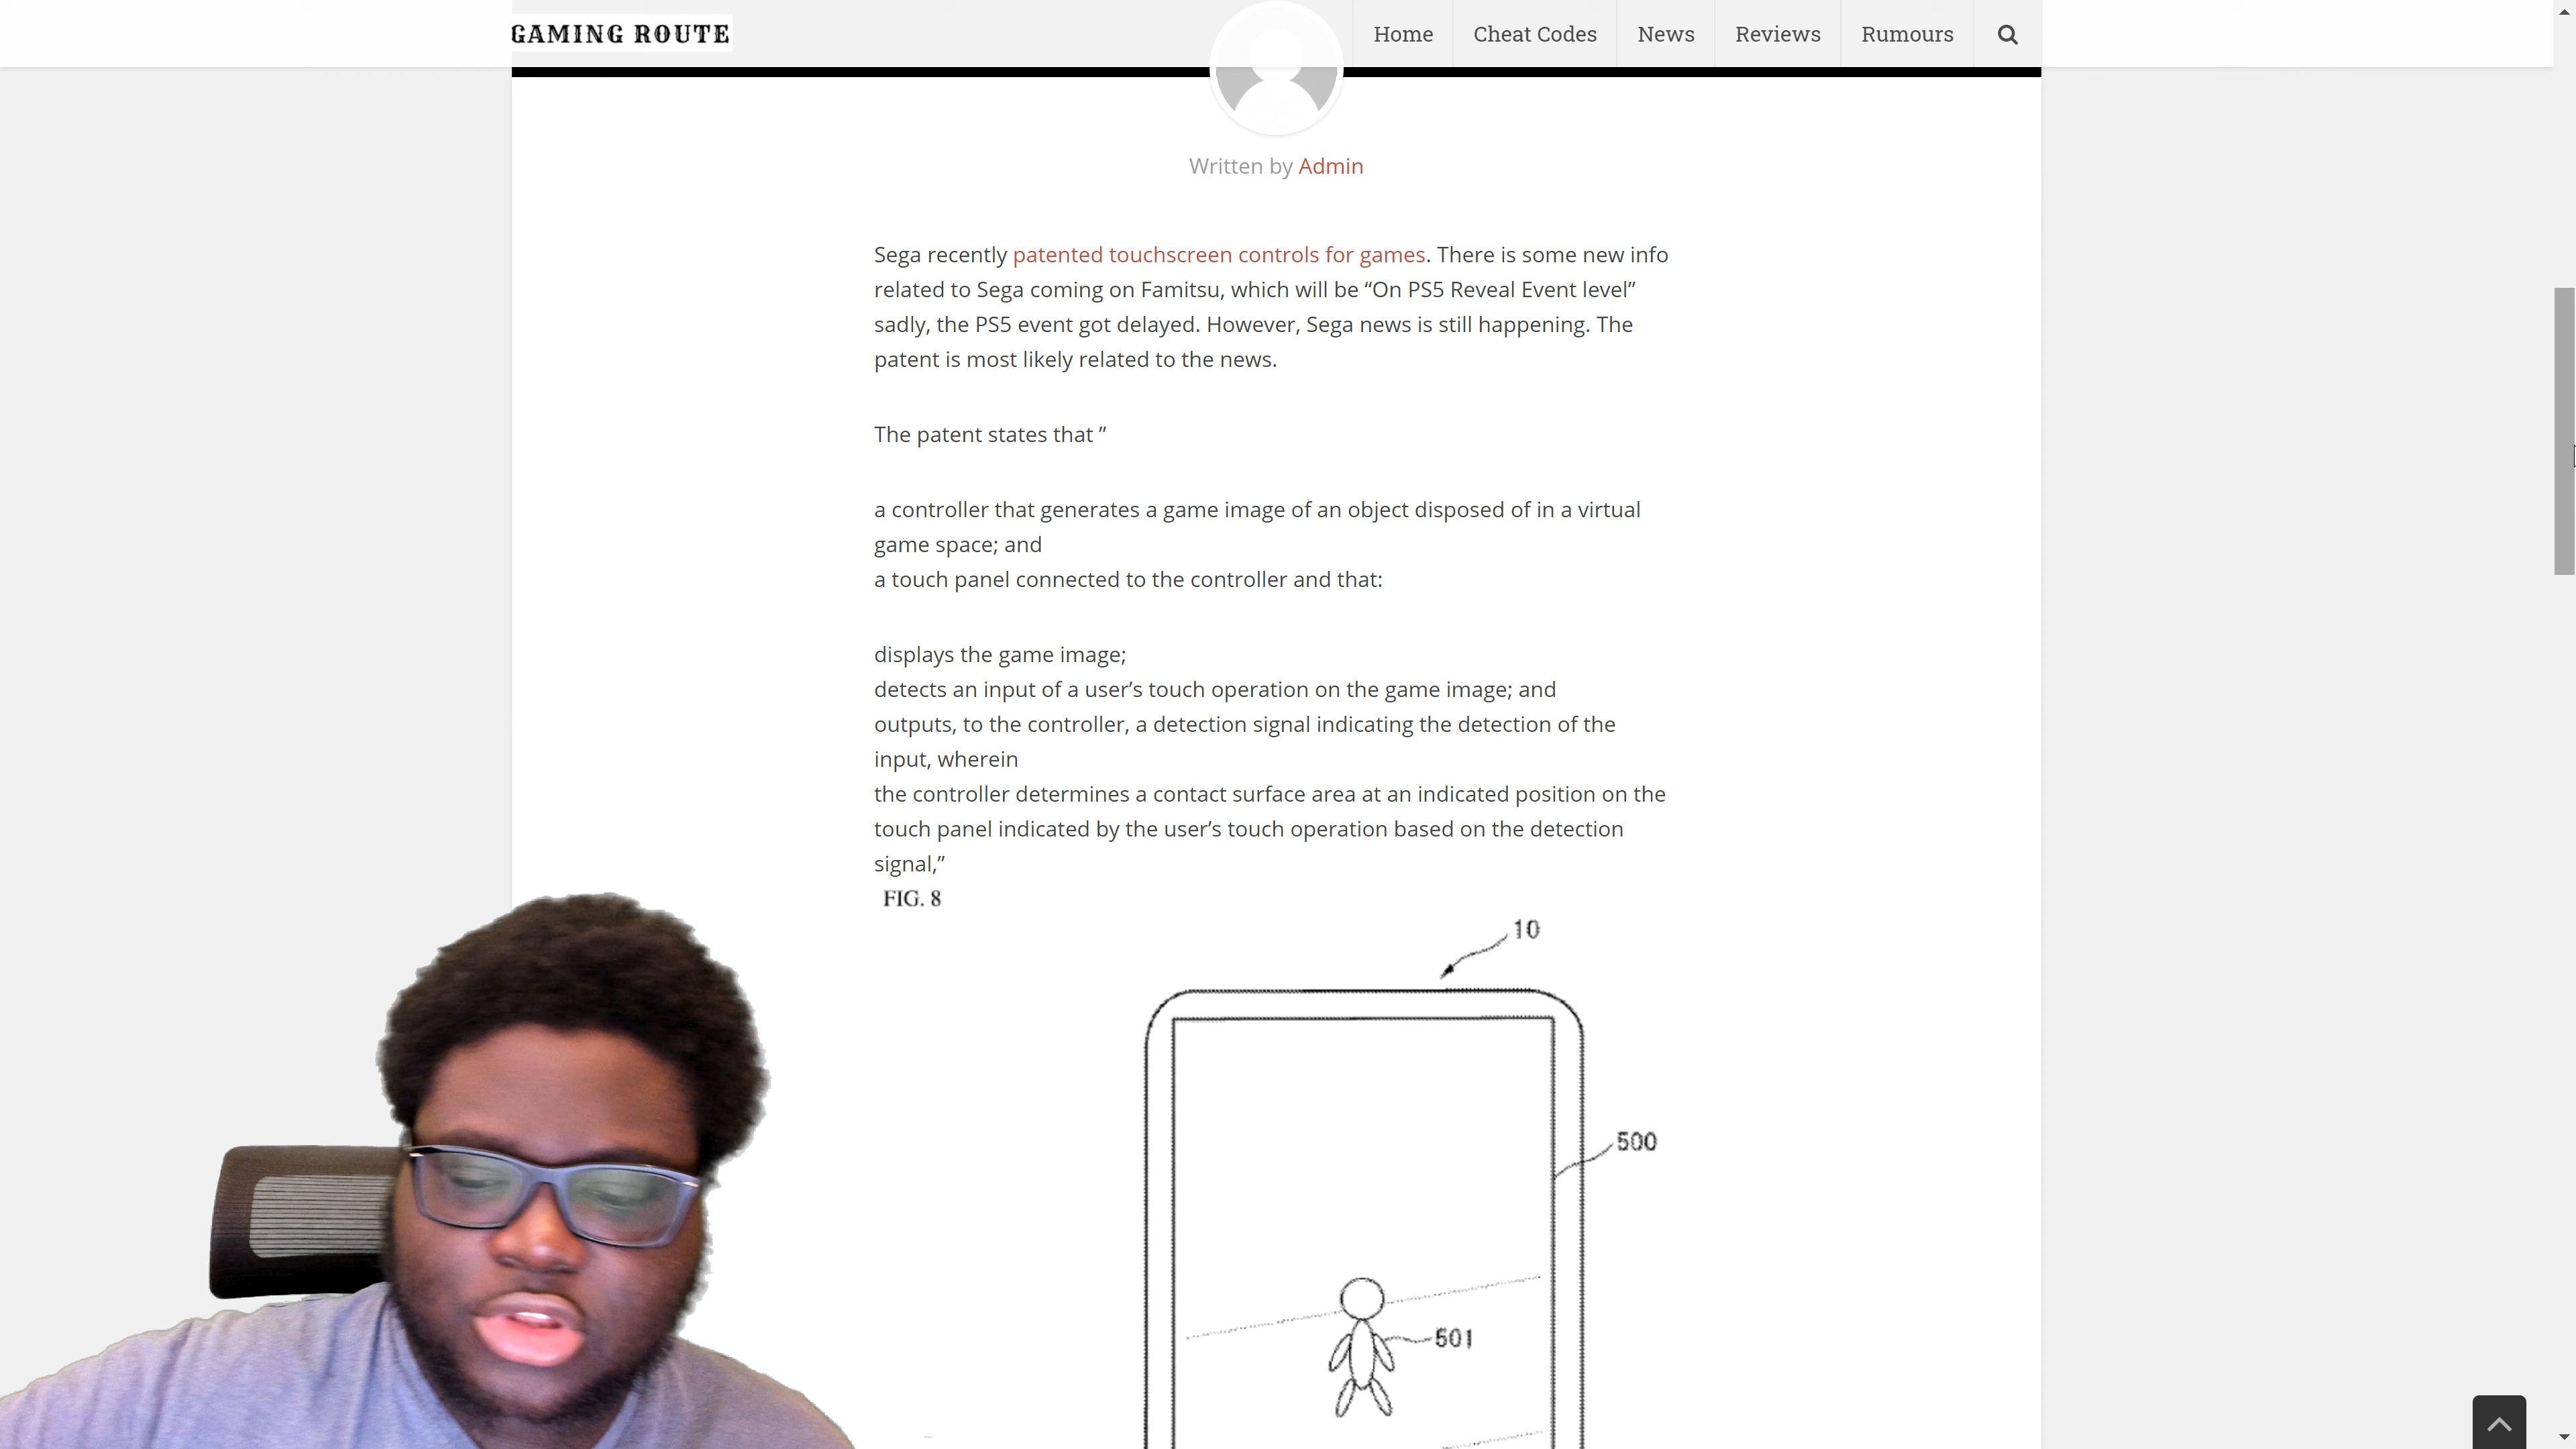 GAMING ROUTE
Home
Cheat Codes
News
Reviews
Rumours
Written by Admin
Sega recently patented touchscreen controls for games. There is some new info
related to Sega coming on Famitsu, which will be “On PS5 Reveal Event level”
sadly, the PS5 event got delayed. However, Sega news is still happening. The
patent is most likely related to the news.
The patent states that ”
a controller that generates a game image of an object disposed of in a virtual
game space; and
a touch panel connected to the controller and that:
displays the game image;
detects an input of a user’s touch operation on the game image; and
outputs, to the controller, a detection signal indicating the detection of the
input, wherein
the controller determines a contact surface area at an indicated position on the
touch panel indicated by the user’s touch operation based on the detection
signal,”
FIG. 8
10
500
501